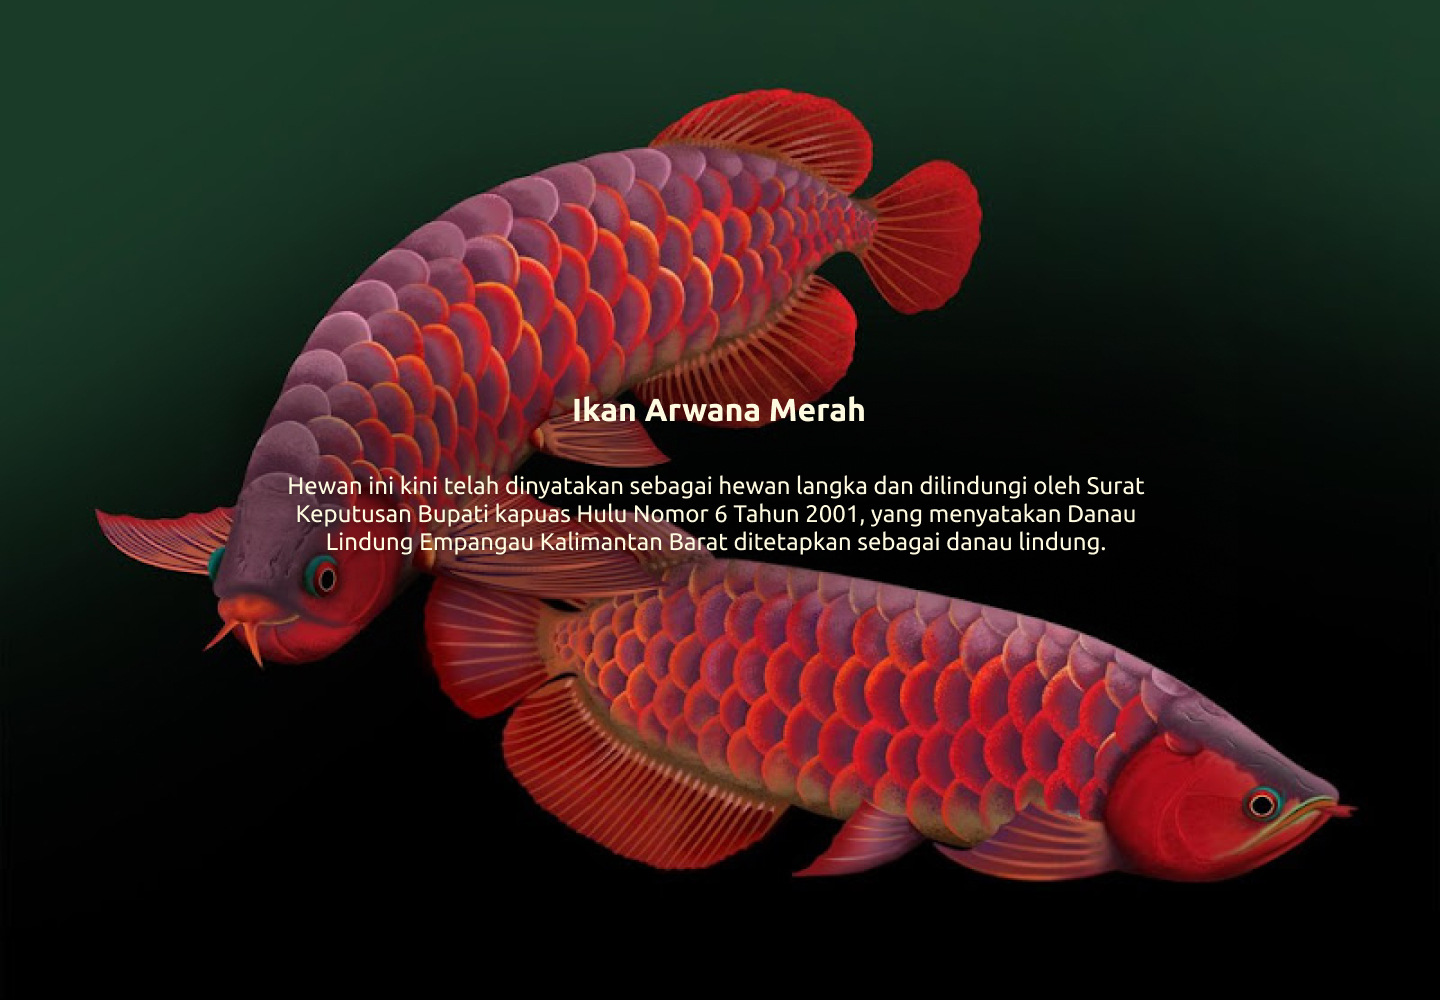 Ikan Arwana Merah
Hewan ini kini telah dinyatakan sebagai hewan langka dan dilindungi oleh Surat
Keputusan Bupati kapuas Hulu Nomor 6 Tahun 2001, yang menyatakan Danau
Lindung Empangau Kalimantan Barat ditetapkan sebagai danau lindung.